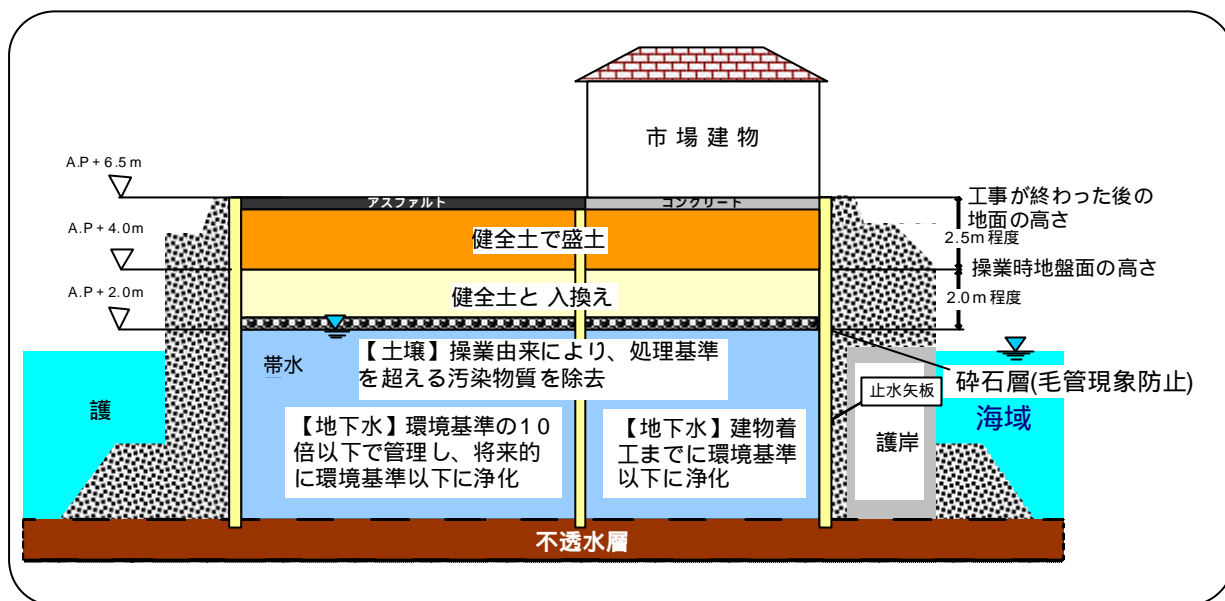 市 場 建 物
A.P + 6.5 m
アスファルト
コンクリート
工事が終わった後の
地面の高さ
A.P + 4.0m
健全土で盛土
2.5m 程度
操業時地盤面の高さ
A.P + 2.0m
健全土と 入換え
2.0m 程度
帯水
【 土壌 】操業由来により、処理基準
を超える汚染物質を除去
砕石層(毛管現象防止)
止水矢板
護
海域
【 地下水 】環境基準の1０
倍以下で管理し、将来的
に環境基準以下に浄化
【 地下水 】建物着
工までに環境基準
以下に浄化
護岸
不透水層